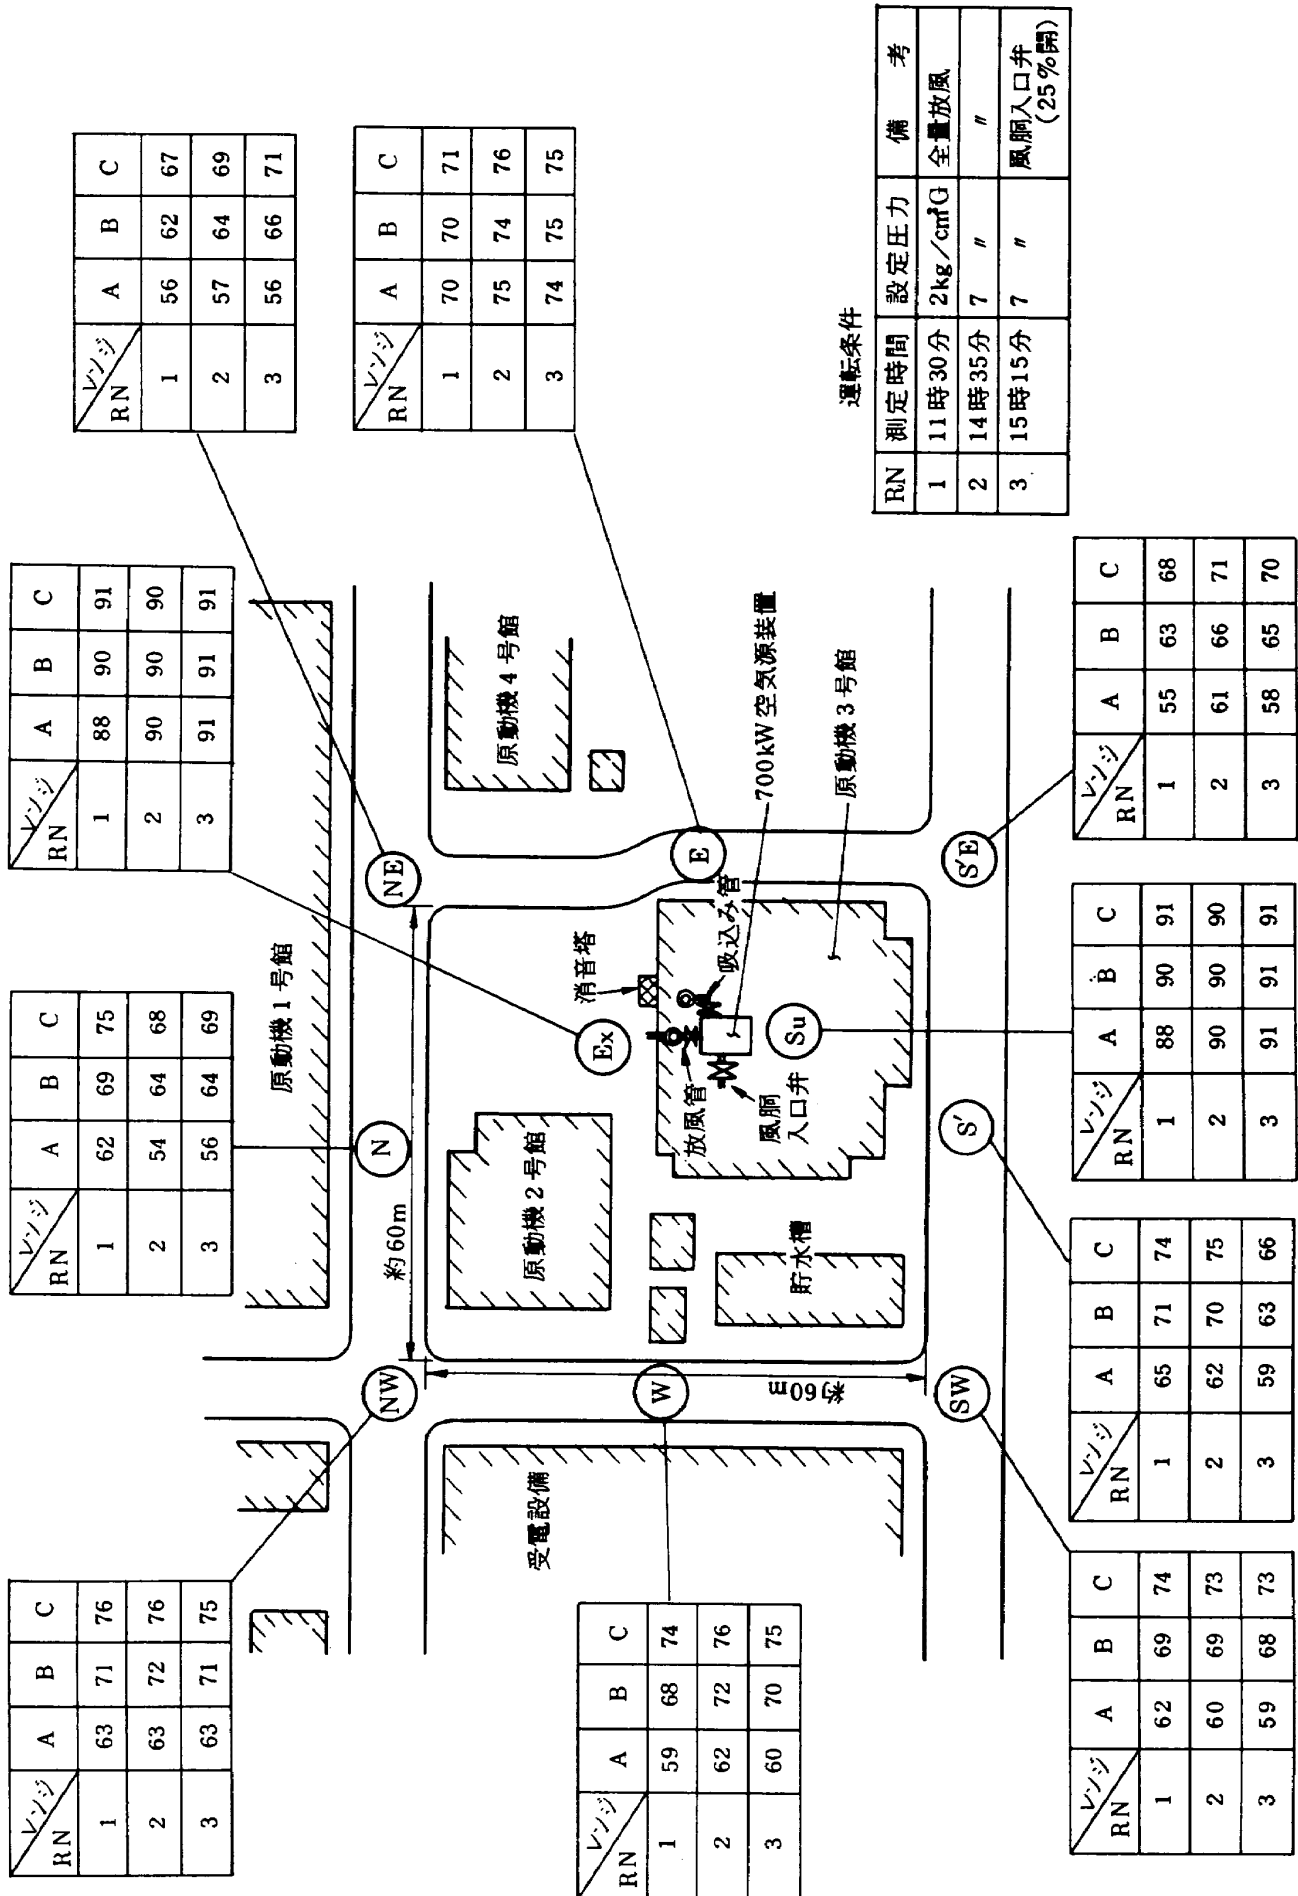 レンジ
RN A B C
1 63 71 76
2 63 72 76
3 63 71 75
レンジ
RN A B C
1 62 69 75
2 54 64 68
3 56 64 69
レンジ
RN A B C
1 88 90 91
2 90 90 90
3 91 91 91
レンジ
RN A B C
1 56 62 67
2 57 64 69
3 56 66 71
レンジ
RN A B C
1 70 70 71
2 75 74 76
3 74 75 75
原動機1号館
NW
N
NE
約60m
原動機2号館
Ex
消音塔
原動機4号館
受電設備
W
約60m
放風管
風胴
入口弁
吸込み管
E
貯水槽
Su
700kW空気源装置
原動機3号館
SW
S'
S'E
レンジ
RN A B C
1 59 68 74
2 62 72 76
3 60 70 75
運転条件
RN 測定時間 設定圧力 備考
1 11時30分 2kg/cm²G 全量放風
2 14時35分 7 〃 〃
3 15時15分 7 〃 風胴入口弁
(25%開)
レンジ
RN A B C
1 62 69 74
2 60 69 73
3 59 68 73
レンジ
RN A B C
1 65 71 74
2 62 70 75
3 59 63 66
レンジ
RN A B C
1 88 90 91
2 90 90 90
3 91 91 91
レンジ
RN A B C
1 55 63 68
2 61 66 71
3 58 65 70